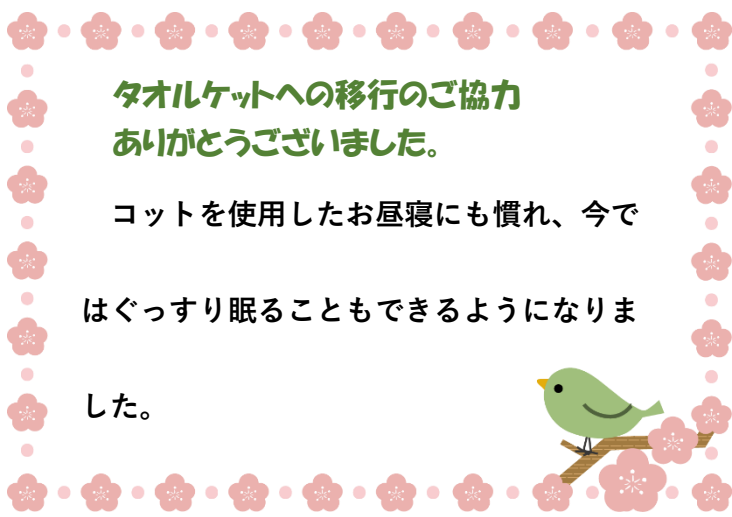 タオルケットへの移行のご協力
ありがとうございました。
コットを使用したお昼寝にも慣れ、今で
はぐっすり眠ることもできるようになりま
した。